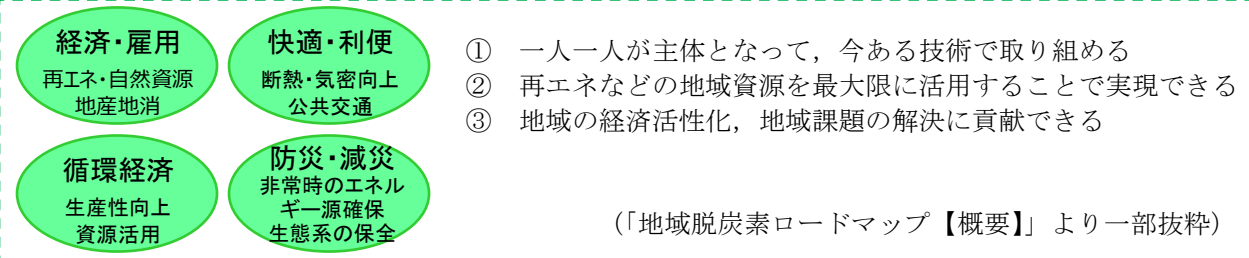 経済・雇用
再エネ・自然資源
地産地消
快適・利便
断熱・気密向上
公共交通
循環経済
生産性向上
資源活用
防災・減災
非常時のエネル
ギー源確保
生態系の保全
①　一人一人が主体となって，今ある技術で取り組める
②　再エネなどの地域資源を最大限に活用することで実現できる
③　地域の経済活性化，地域課題の解決に貢献できる
（「地域脱炭素ロードマップ【概要】」より一部抜粋）